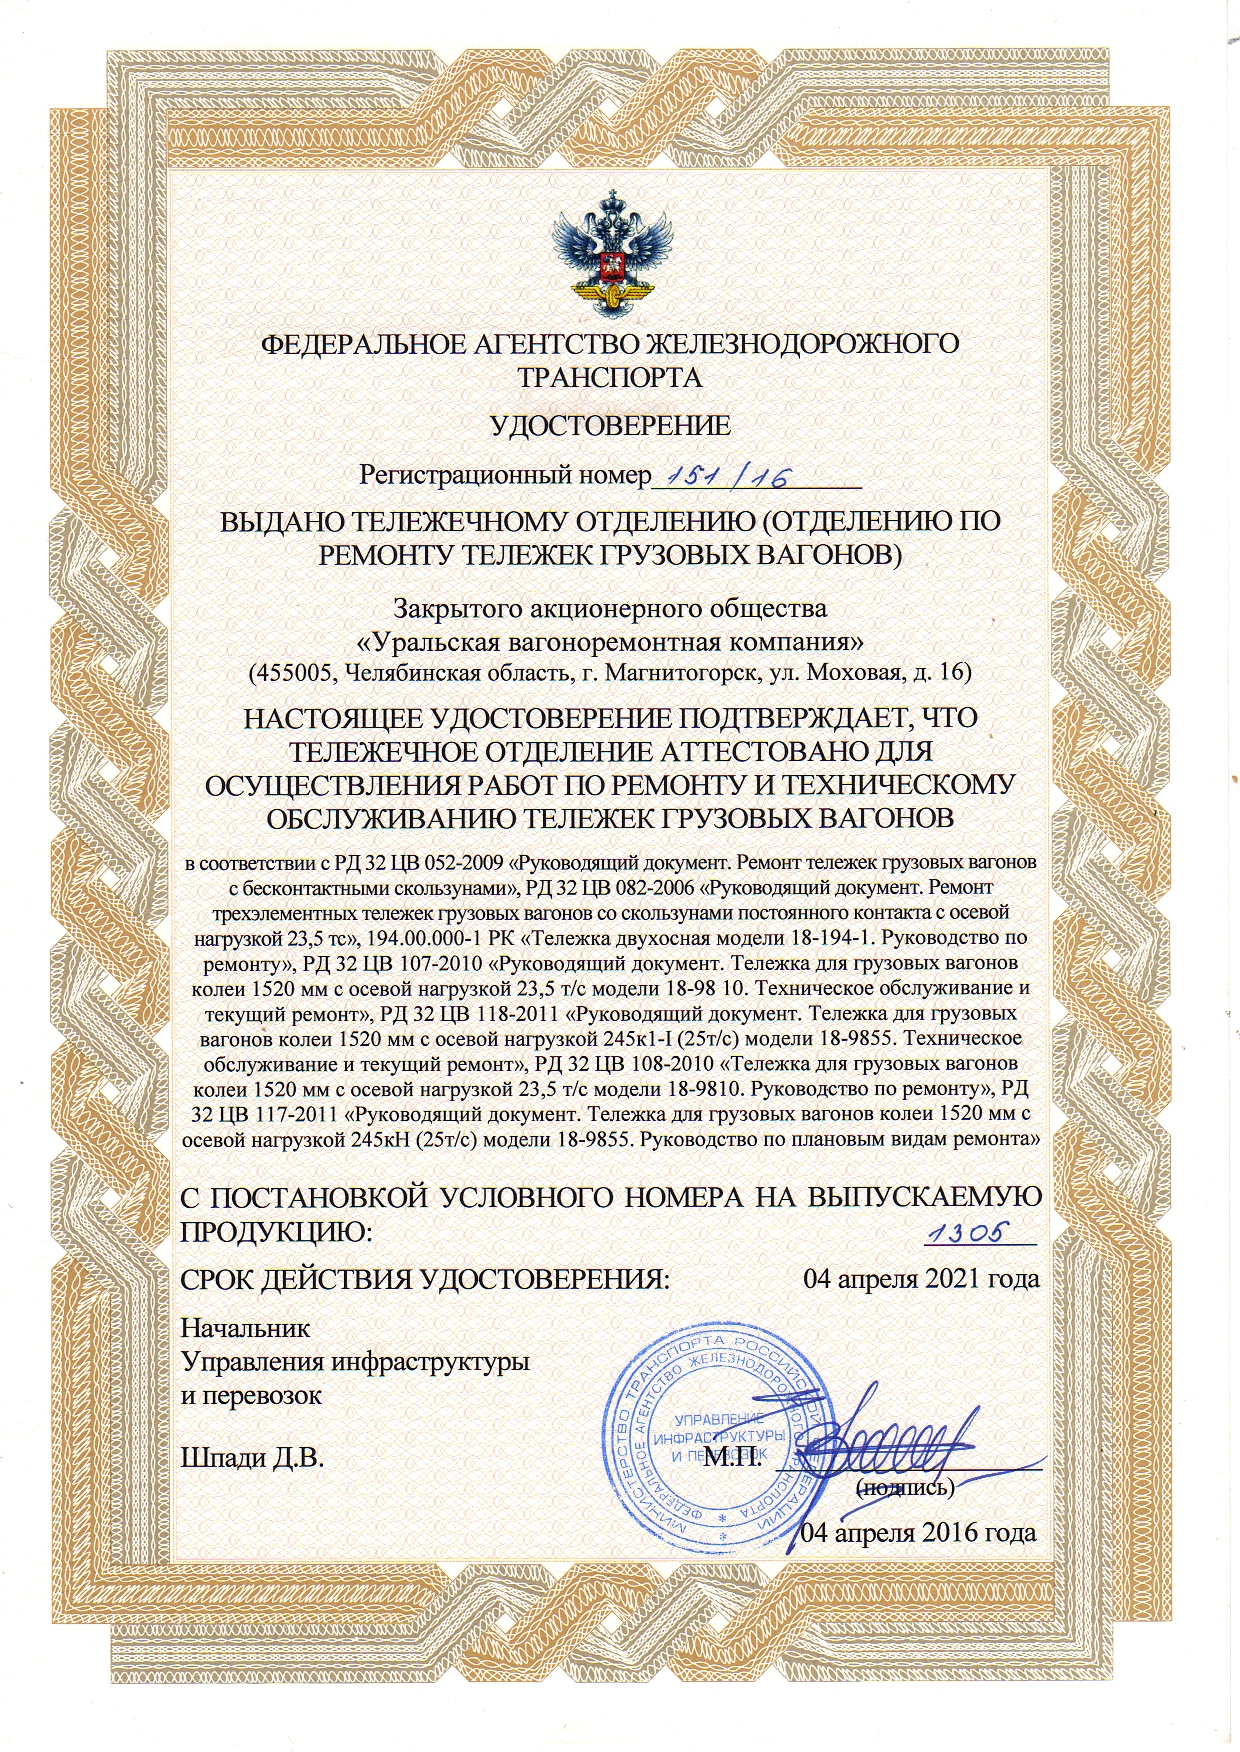 ФЕДЕРАЛЬНОЕ АГЕНТСТВО ЖЕЛЕЗНОДОРОЖНОГО
ТРАНСПОРТА
УДОСТОВЕРЕНИЕ
Регистрационный номер 151/16
ВЫДАНО ТЕЛЕЖЕЧНОМУ ОТДЕЛЕНИЮ (ОТДЕЛЕНИЮ ПО
РЕМОНТУ ТЕЛЕЖЕК ГРУЗОВЫХ ВАГОНОВ)
Закрытого акционерного общества
«Уральская вагоноремонтная компания»
(455005, Челябинская область, г. Магнитогорск, ул. Моховая, д. 16)
НАСТОЯЩЕЕ УДОСТОВЕРЕНИЕ ПОДТВЕРЖДАЕТ, ЧТО
ТЕЛЕЖЕЧНОЕ ОТДЕЛЕНИЕ АТТЕСТОВАНО ДЛЯ
ОСУЩЕСТВЛЕНИЯ РАБОТ ПО РЕМОНТУ И ТЕХНИЧЕСКОМУ
ОБСЛУЖИВАНИЮ ТЕЛЕЖЕК ГРУЗОВЫХ ВАГОНОВ
в соответствии с РД 32 ЦВ 052-2009 «Руководящий документ. Ремонт тележек грузовых вагонов
с бесконтактными скользунами», РД 32 ЦВ 082-2006 «Руководящий документ. Ремонт
трехэлементных тележек грузовых вагонов со скользунами постоянного контакта с осевой
нагрузкой 23,5 тс», 194.00.000-1 РК «Тележка двухосная модели 18-194-1. Руководство по
ремонту», РД 32 ЦВ 107-2010 «Руководящий документ. Тележка для грузовых вагонов
колеи 1520 мм с осевой нагрузкой 23,5 т/с модели 18-98 10. Техническое обслуживание и
текущий ремонт», РД 32 ЦВ 118-2011 «Руководящий документ. Тележка для грузовых
вагонов колеи 1520 мм с осевой нагрузкой 245к1-I (25т/с) модели 18-9855. Техническое
обслуживание и текущий ремонт», РД 32 ЦВ 108-2010 «Тележка для грузовых вагонов
колеи 1520 мм с осевой нагрузкой 23,5 т/с модели 18-9810. Руководство по ремонту», РД
32 ЦВ 117-2011 «Руководящий документ. Тележка для грузовых вагонов колеи 1520 мм с
осевой нагрузкой 245кН (25т/с) модели 18-9855. Руководство по плановым видам ремонта»
С ПОСТАНОВКОЙ УСЛОВНОГО НОМЕРА НА ВЫПУСКАЕМУЮ
ПРОДУКЦИЮ: 1305
СРОК ДЕЙСТВИЯ УДОСТОВЕРЕНИЯ: 04 апреля 2021 года
Начальник
Управления инфраструктуры
и перевозок
Шпади Д.В. М.П.
(подпись)
04 апреля 2016 года
МИНИСТЕРСТВО ТРАНСПОРТА РОССИЙСКОЙ ФЕДЕРАЦИИ
ФЕДЕРАЛЬНОЕ АГЕНТСТВО ЖЕЛЕЗНОДОРОЖНОГО ТРАНСПОРТА
УПРАВЛЕНИЕ
ИНФРАСТРУКТУРЫ
И ПЕРЕВОЗОК